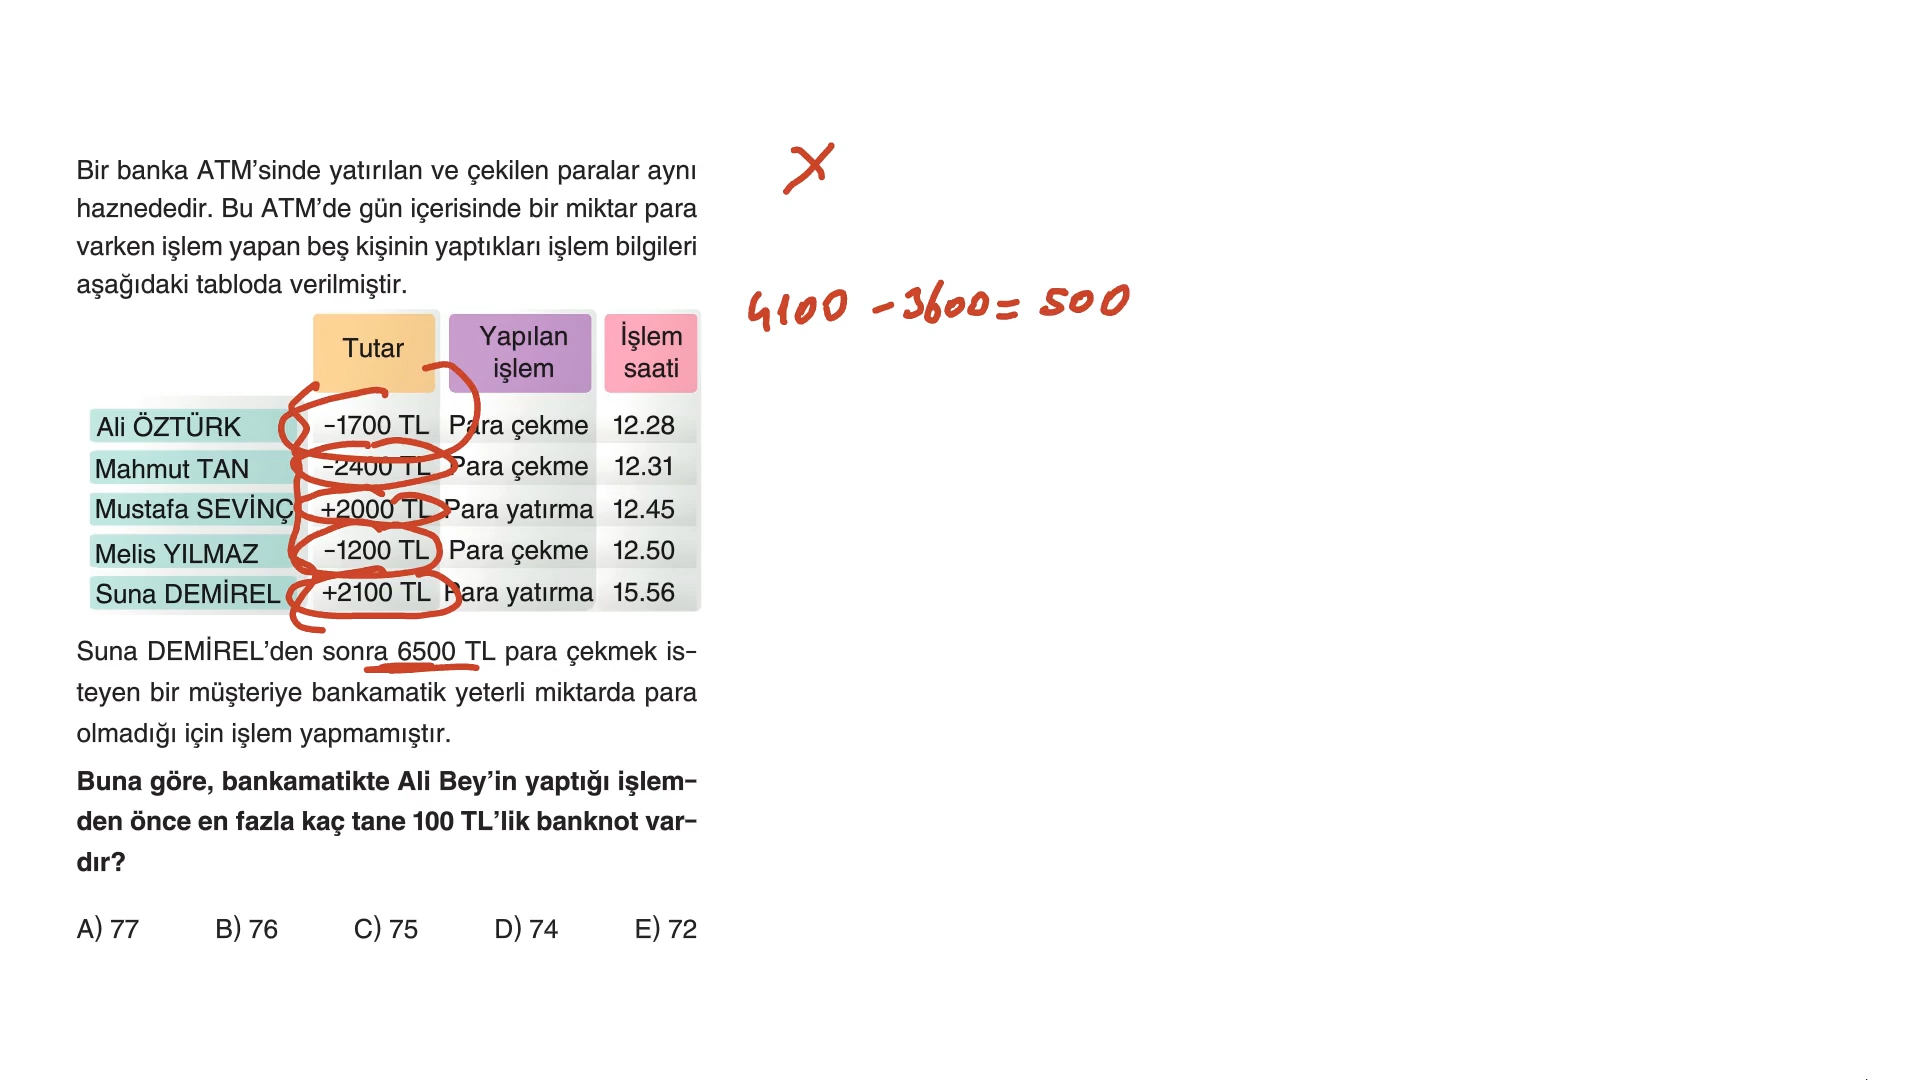 Bir banka ATM’sinde yatırılan ve çekilen paralar aynı
haznededir. Bu ATM’de gün içerisinde bir miktar para
varken işlem yapan beş kişinin yaptıkları işlem bilgileri
aşağıdaki tabloda verilmiştir.
Tutar Yapılan işlem İşlem saati
Ali ÖZTÜRK −1700 TL Para çekme 12.28
Mahmut TAN −2400 TL Para çekme 12.31
Mustafa SEVİNÇ +2000 TL Para yatırma 12.45
Melis YILMAZ −1200 TL Para çekme 12.50
Suna DEMİREL +2100 TL Para yatırma 15.56
Suna DEMİREL’den sonra 6500 TL para çekmek is-
teyen bir müşteriye bankamatik yeterli miktarda para
olmadığı için işlem yapmamıştır.
Buna göre, bankamatikte Ali Bey’in yaptığı işlem-
den önce en fazla kaç tane 100 TL’lik banknot var-
dır?
A) 77 B) 76 C) 75 D) 74 E) 72
x
4100 - 3600 = 500